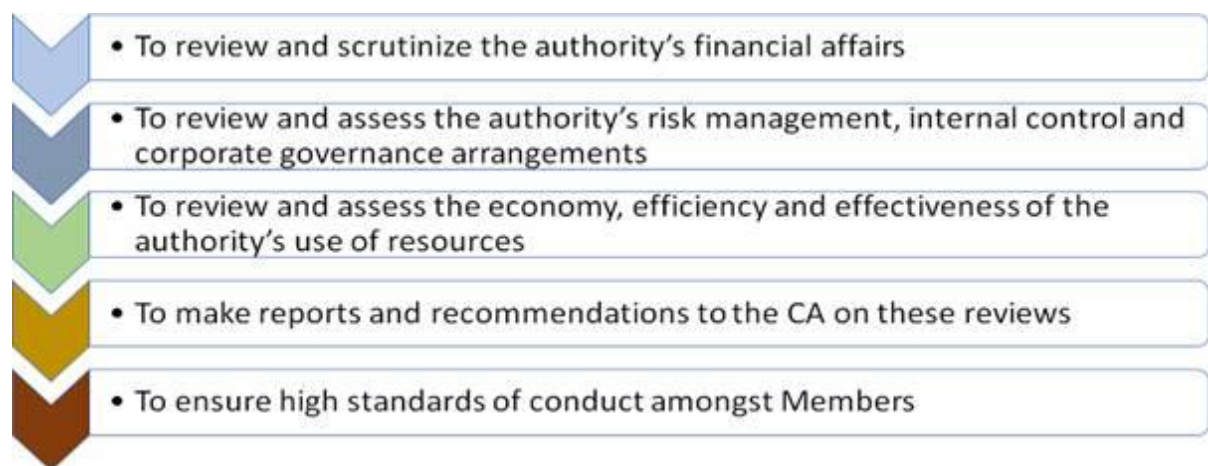 • To review and scrutinize the authority's financial affairs
• To review and assess the authority's risk management, internal control and
corporate governance arrangements
• To review and assess the economy, efficiency and effectiveness of the
authority's use of resources
• To make reports and recommendations to the CA on these reviews
• To ensure high standards of conduct amongst Members